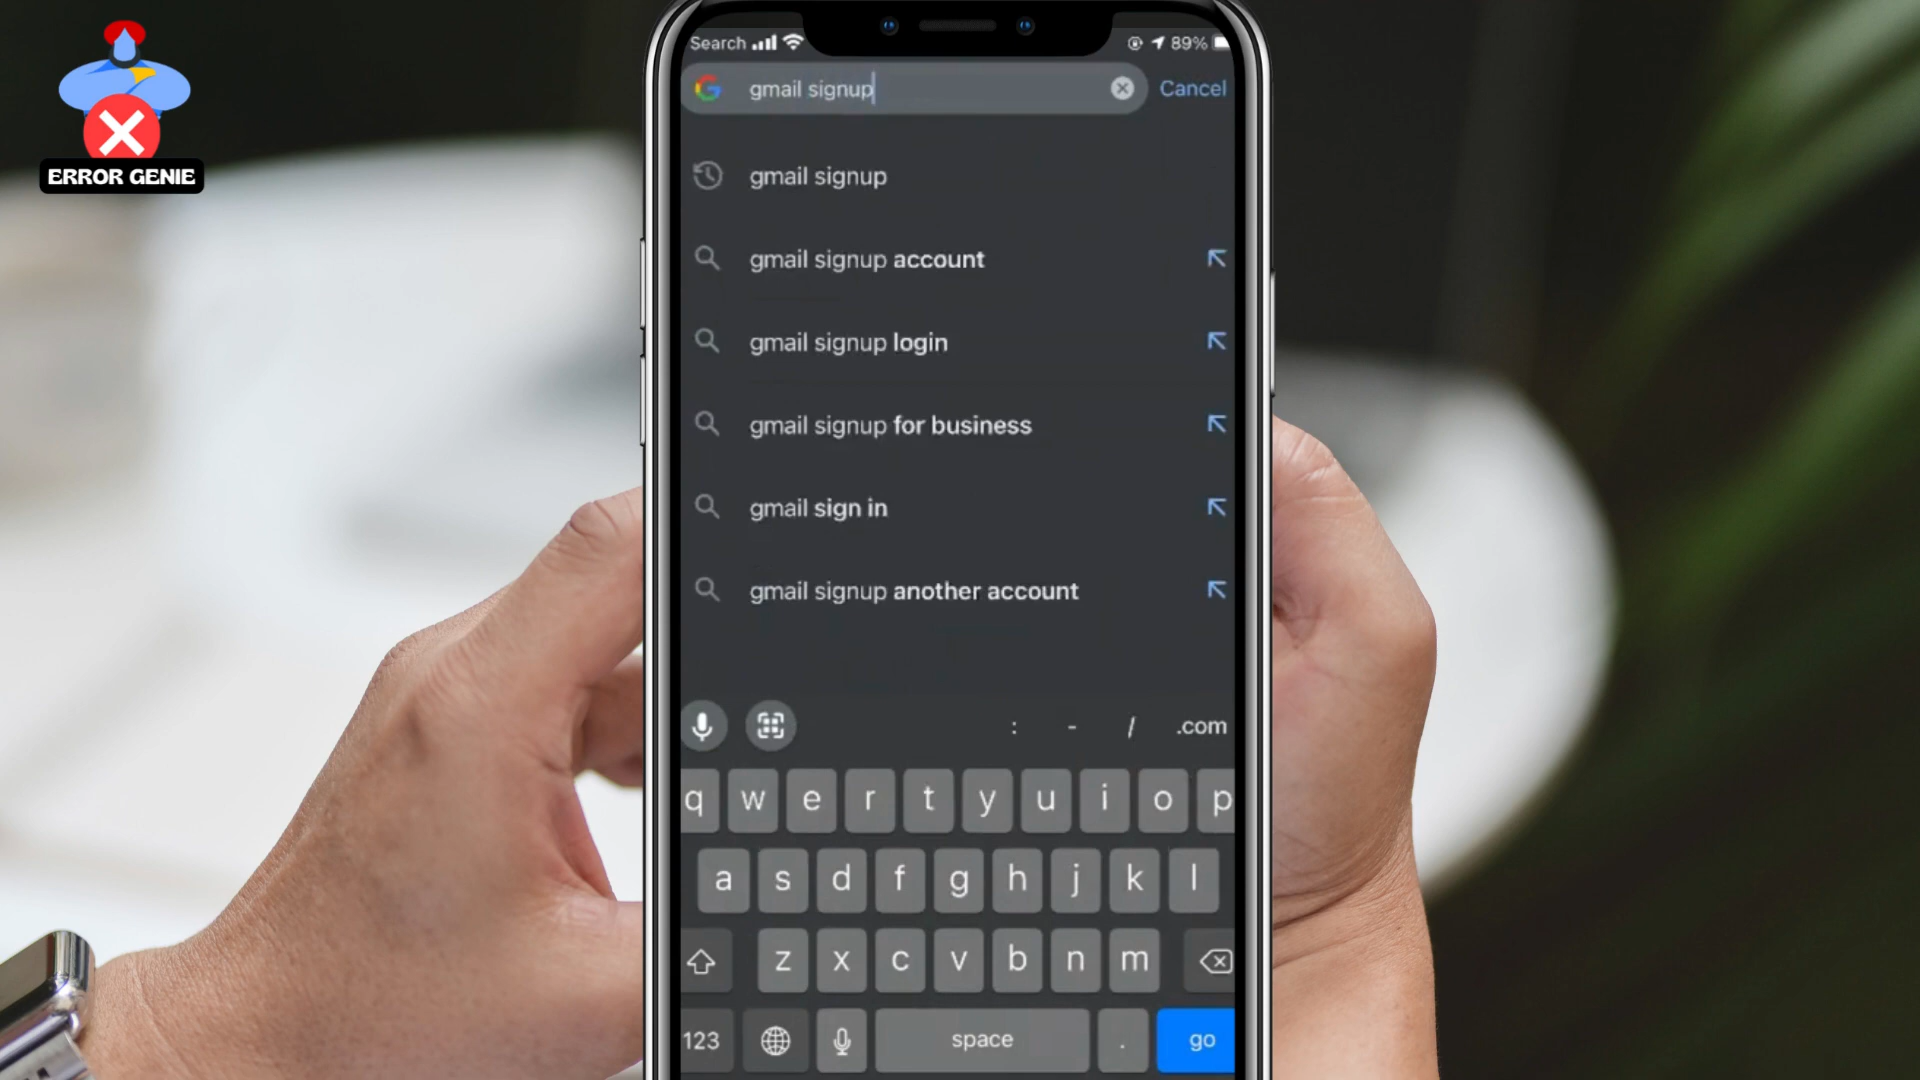 ERROR GENIE
Search 89%
gmail signup Cancel
gmail signup
gmail signup account
gmail signup login
gmail signup for business
gmail sign in
gmail signup another account
: - / .com
q w e r t y u i o p
a s d f g h j k l
z x c v b n m
123 space . go